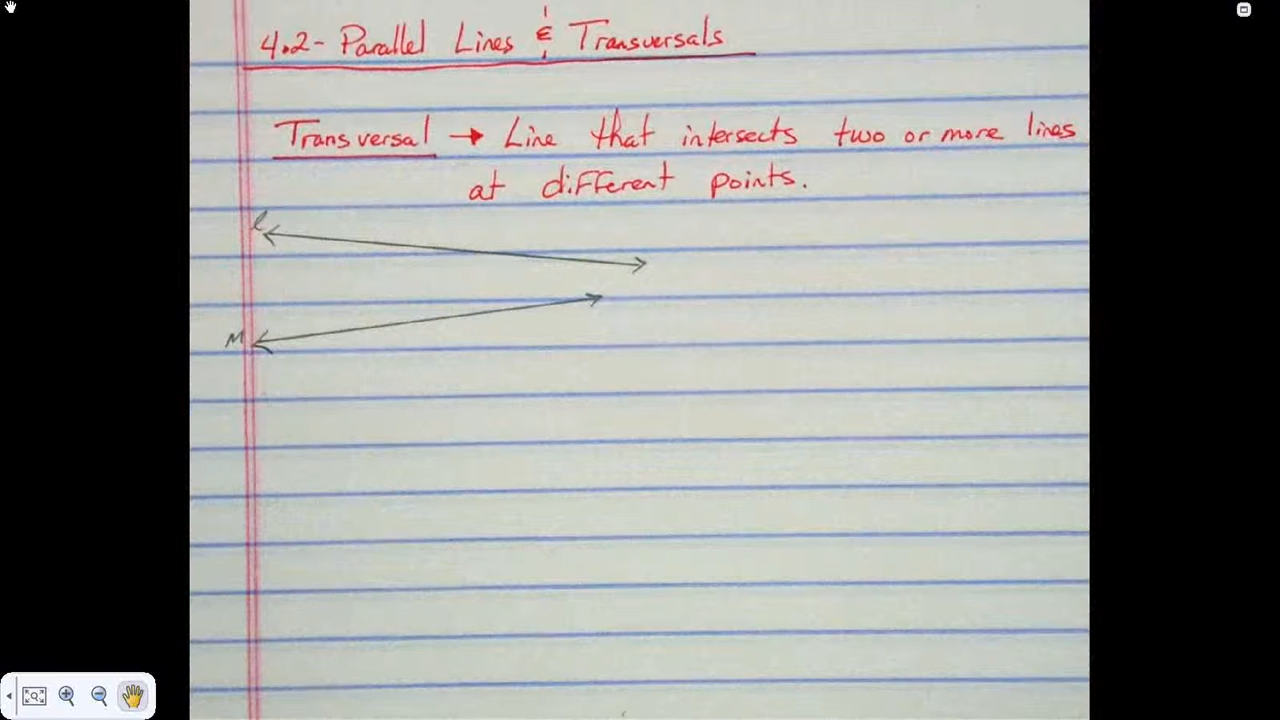 4.2- Parallel Lines & Transversals
Transversal → Line that intersects two or more lines
at different points.
l
M